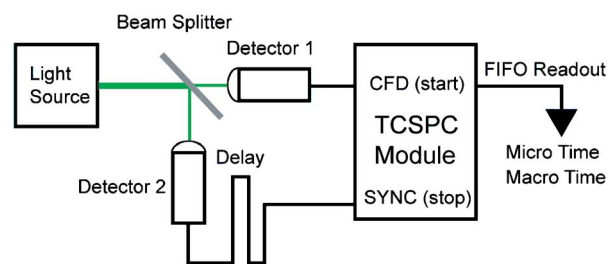 Beam Splitter
Detector 1
Light
Source
CFD (start)
FIFO Readout
TCSPC
Module
Micro Time
Macro Time
Delay
Detector 2
SYNC (stop)